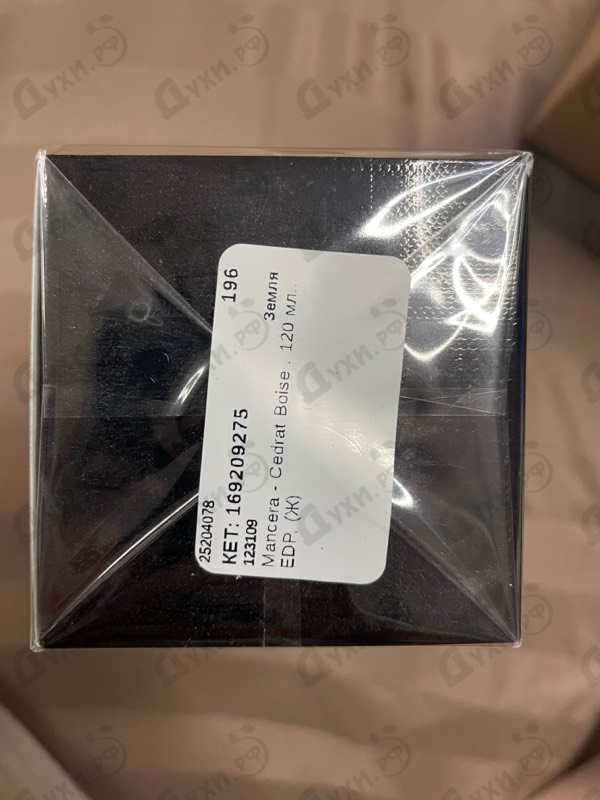 25204078
КЕТ: 169209275 196
123109
Mancera - Cedrat Boise . 120 мл.. Земля
EDP, (Ж)
Духи.рф